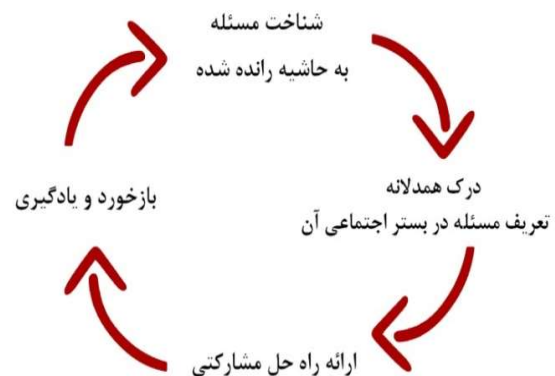 شناخت مسئله
به حاشیه رانده شده
درک همدلانه
تعریف مسئله در بستر اجتماعی آن
ارائه راه حل مشارکتی
بازخورد و یادگیری